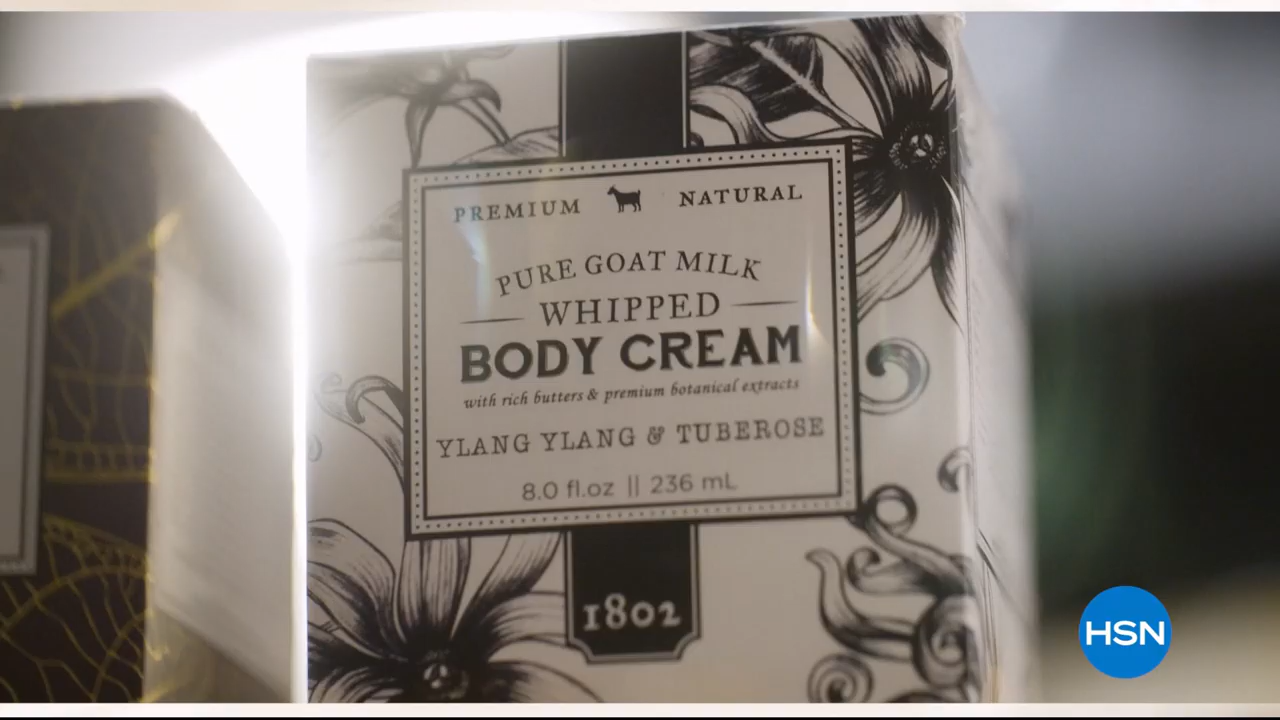 PREMIUM NATURAL
PURE GOAT MILK
WHIPPED
BODY CREAM
with rich butters & premium botanical extracts
YLANG YLANG & TUBEROSE
8.0 fl.oz || 236 mL
1802
HSN